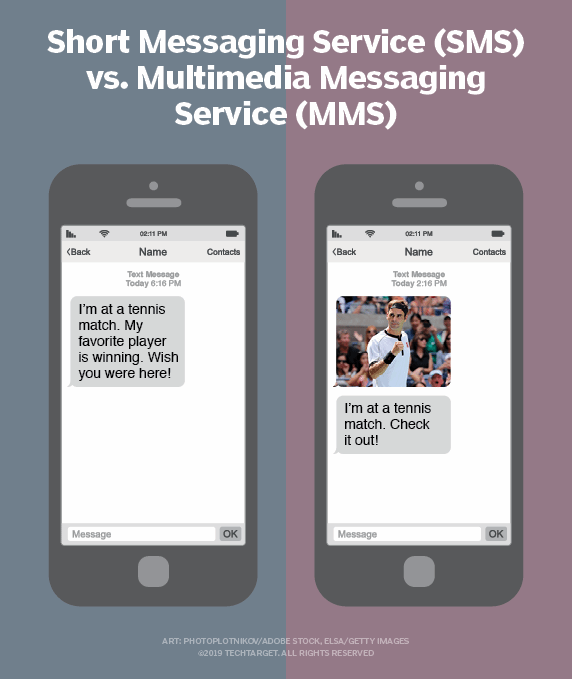 Short Messaging Service (SMS)
vs. Multimedia Messaging
Service (MMS)
02:11 PM
Back
Name
Contacts
Text Message
Today 6:16 PM
I'm at a tennis
match. My
favorite player
is winning. Wish
you were here!
Message
OK
02:11 PM
Back
Name
Contacts
Text Message
Today 2:16 PM
I'm at a tennis
match. Check
it out!
Message
OK
ART: PHOTOPLOTNIKOV/ADOBE STOCK, ELSA/GETTY IMAGES
©2019 TECHTARGET. ALL RIGHTS RESERVED